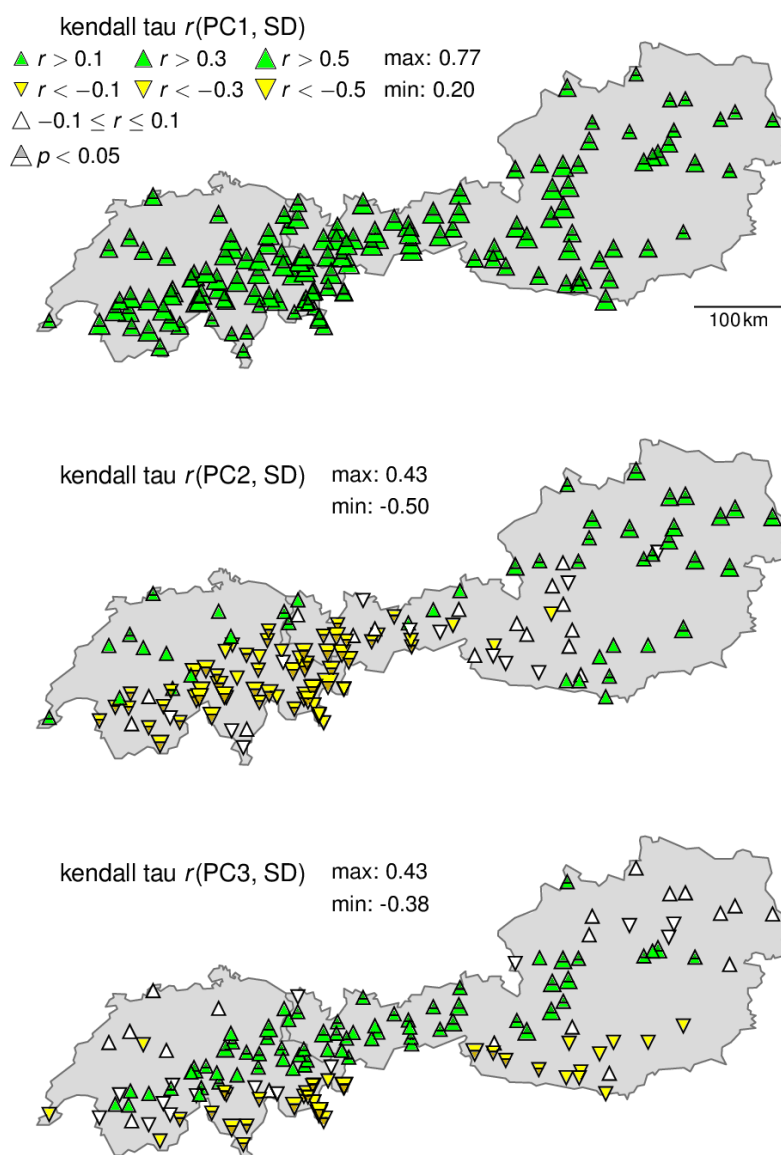 kendall tau r(PC1, SD)
r > 0.1 r > 0.3 r > 0.5 max: 0.77
r < −0.1 r < −0.3 r < −0.5 min: 0.20
−0.1 ≤ r ≤ 0.1
p < 0.05
100 km
kendall tau r(PC2, SD) max: 0.43
min: -0.50
kendall tau r(PC3, SD) max: 0.43
min: -0.38